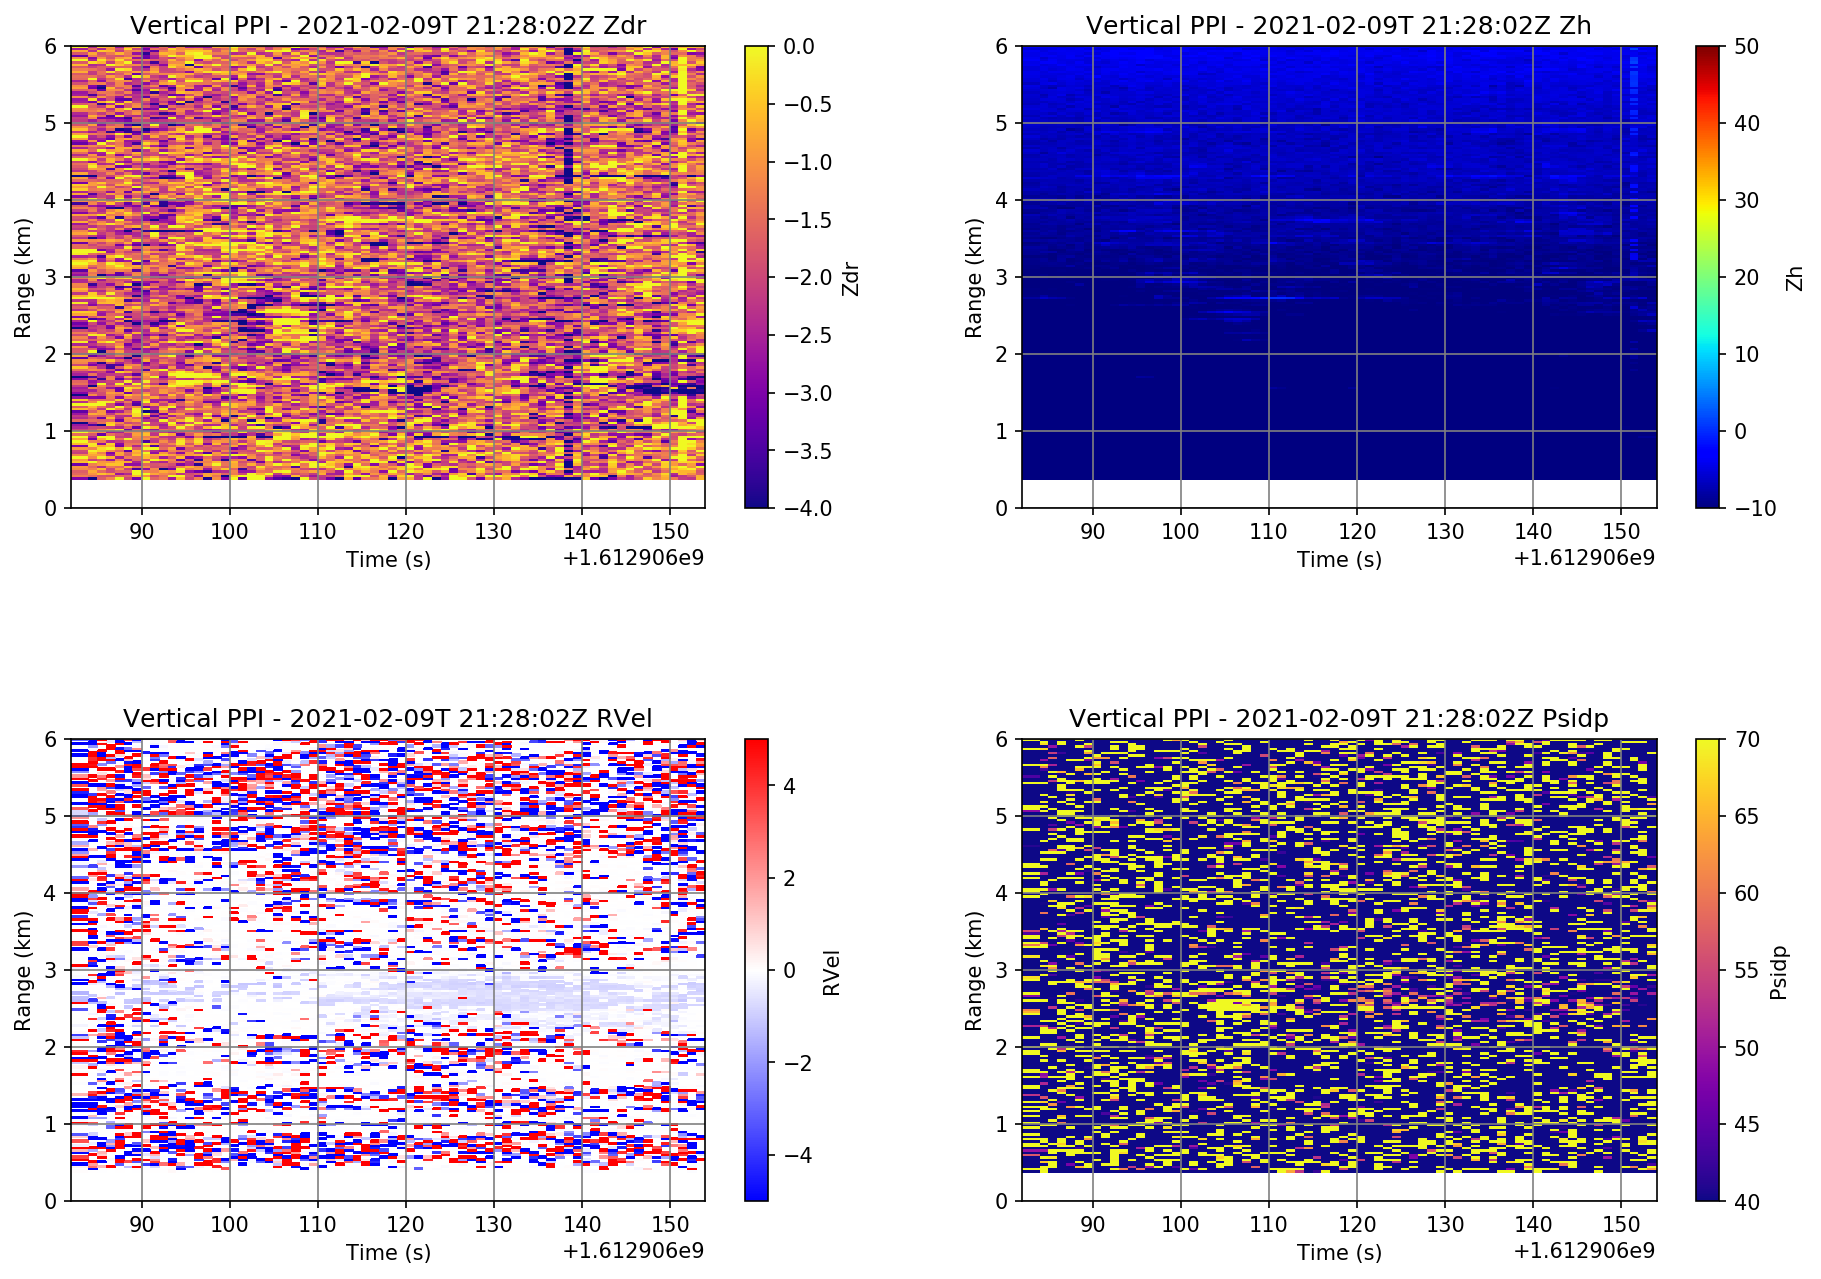 Vertical PPI - 2021-02-09T 21:28:02Z Zdr
6
5
4
3
2
1
0
Range (km)
90 100 110 120 130 140 150
Time (s)
+1.612906e9
0.0
−0.5
−1.0
−1.5
−2.0
−2.5
−3.0
−3.5
−4.0
Zdr
Vertical PPI - 2021-02-09T 21:28:02Z Zh
6
5
4
3
2
1
0
Range (km)
90 100 110 120 130 140 150
Time (s)
+1.612906e9
50
40
30
20
10
0
−10
Zh
Vertical PPI - 2021-02-09T 21:28:02Z RVel
6
5
4
3
2
1
0
Range (km)
90 100 110 120 130 140 150
Time (s)
+1.612906e9
4
2
0
−2
−4
RVel
Vertical PPI - 2021-02-09T 21:28:02Z Psidp
6
5
4
3
2
1
0
Range (km)
90 100 110 120 130 140 150
Time (s)
+1.612906e9
70
65
60
55
50
45
40
Psidp